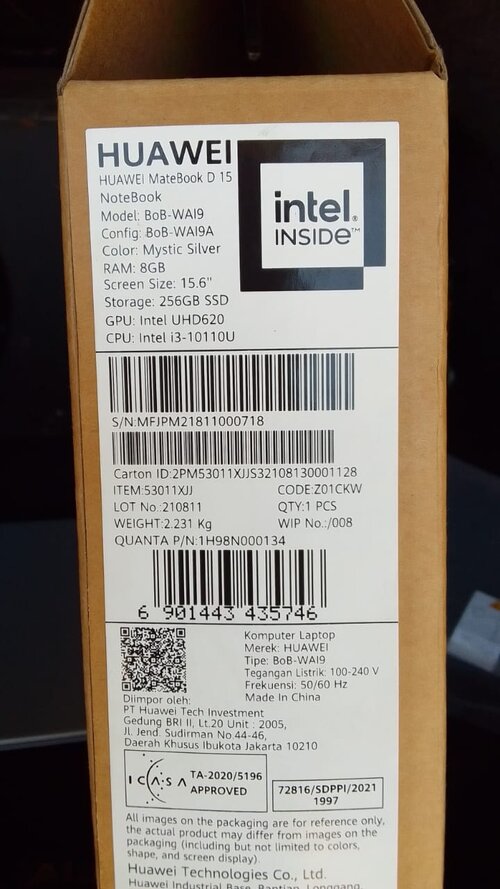 HUAWEI
HUAWEI MateBook D 15
NoteBook
Model: BoB-WAI9
Config: BoB-WAI9A
Color: Mystic Silver
RAM: 8GB
Screen Size: 15.6"
Storage: 256GB SSD
GPU: Intel UHD620
CPU: Intel i3-10110U
intel®
INSIDE™
S/N:MFJPM21811000718
Carton ID:2PM53011XJJS32108130001128
ITEM:53011XJJ CODE:Z01CKW
LOT No.:210811 QTY:1 PCS
WEIGHT:2.231 Kg WIP No.:/008
QUANTA P/N:1H98N000134
6 901443 435746
Komputer Laptop
Merek: HUAWEI
Tipe: BoB-WAI9
Tegangan Listrik: 100-240 V
Frekuensi: 50/60 Hz
Made In China
Diimpor oleh:
PT Huawei Tech Investment
Gedung BRI II, Lt.20 Unit : 2005,
Jl. Jend. Sudirman No.44-46,
Daerah Khusus Ibukota Jakarta 10210
ICASA
TA-2020/5196
APPROVED
72816/SDPPI/2021
1997
All images on the packaging are for reference only,
the actual product may differ from images on the
packaging (including but not limited to colors,
shape, and screen display).
Huawei Technologies Co., Ltd.
Huawei Industrial Base, Bantian, Longgang